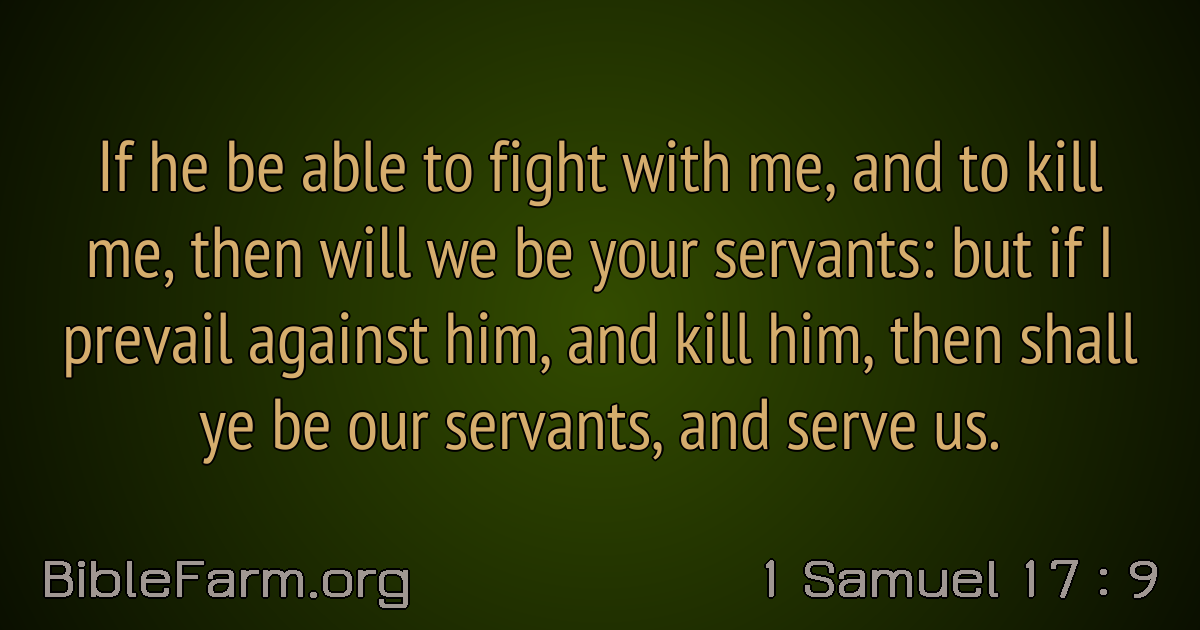 If he be able to fight with me, and to kill
me, then will we be your servants: but if I
prevail against him, and kill him, then shall
ye be our servants, and serve us.
BibleFarm.org
1 Samuel 17 : 9